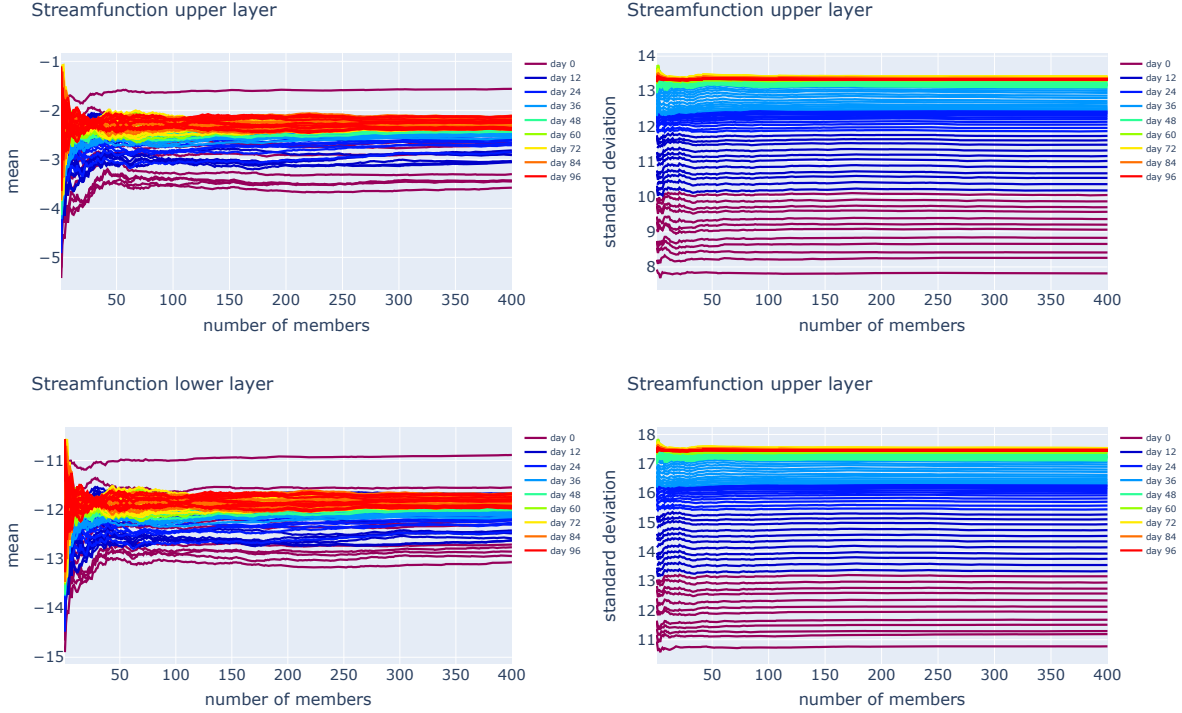 Streamfunction upper layer
−1
−2
−3
−4
−5
mean
50
100
150
200
250
300
350
400
number of members
day 0
day 12
day 24
day 36
day 48
day 60
day 72
day 84
day 96
Streamfunction upper layer
14
13
12
11
10
9
8
standard deviation
50
100
150
200
250
300
350
400
number of members
day 0
day 12
day 24
day 36
day 48
day 60
day 72
day 84
day 96
Streamfunction lower layer
−11
−12
−13
−14
−15
mean
50
100
150
200
250
300
350
400
number of members
day 0
day 12
day 24
day 36
day 48
day 60
day 72
day 84
day 96
Streamfunction upper layer
18
17
16
15
14
13
12
11
standard deviation
50
100
150
200
250
300
350
400
number of members
day 0
day 12
day 24
day 36
day 48
day 60
day 72
day 84
day 96